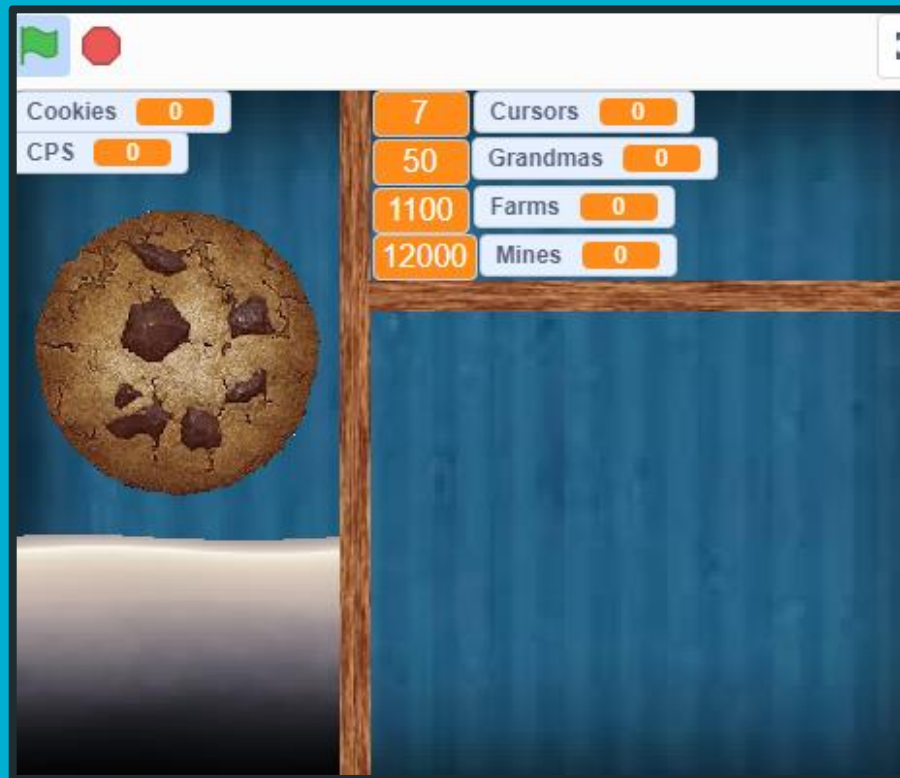 Cookies 0
CPS 0
7 Cursors 0
50 Grandmas 0
1100 Farms 0
12000 Mines 0